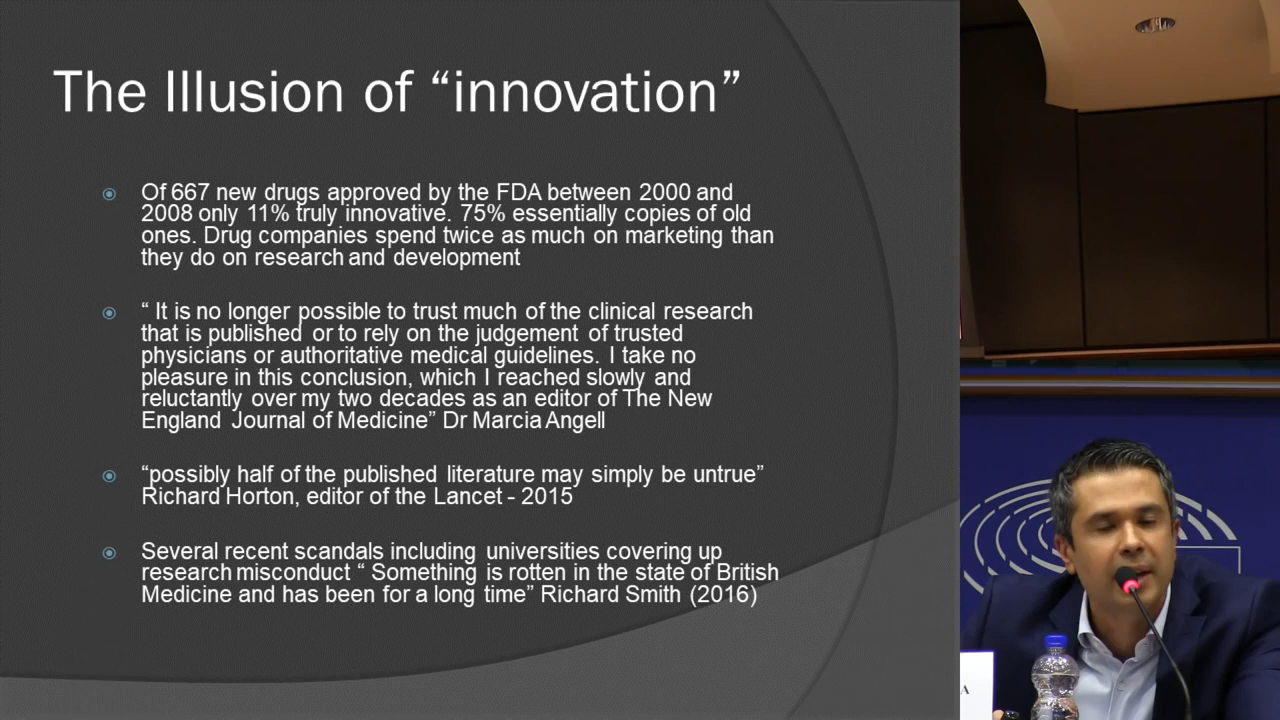 The Illusion of “innovation”
Of 667 new drugs approved by the FDA between 2000 and
2008 only 11% truly innovative. 75% essentially copies of old
ones. Drug companies spend twice as much on marketing than
they do on research and development
“ It is no longer possible to trust much of the clinical research
that is published or to rely on the judgement of trusted
physicians or authoritative medical guidelines. I take no
pleasure in this conclusion, which I reached slowly and
reluctantly over my two decades as an editor of The New
England Journal of Medicine” Dr Marcia Angell
“possibly half of the published literature may simply be untrue”
Richard Horton, editor of the Lancet - 2015
Several recent scandals including universities covering up
research misconduct “ Something is rotten in the state of British
Medicine and has been for a long time” Richard Smith (2016)
A